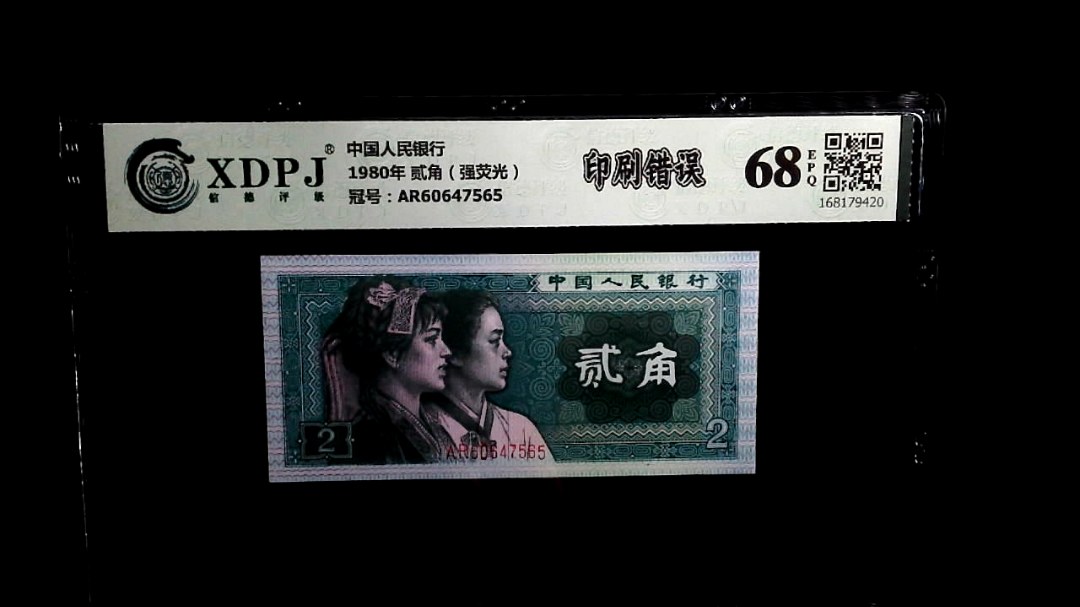 XDPJ®
信德评级
中国人民银行
1980年 贰角（强荧光）
冠号：AR60647565
印刷错误
68
EPQ
168179420
中国人民银行
贰角
2
2
AR60647565